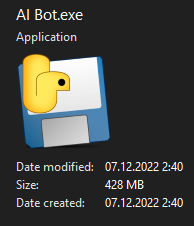 AI Bot.exe
Application
Date modified: 07.12.2022 2:40
Size: 428 MB
Date created: 07.12.2022 2:40